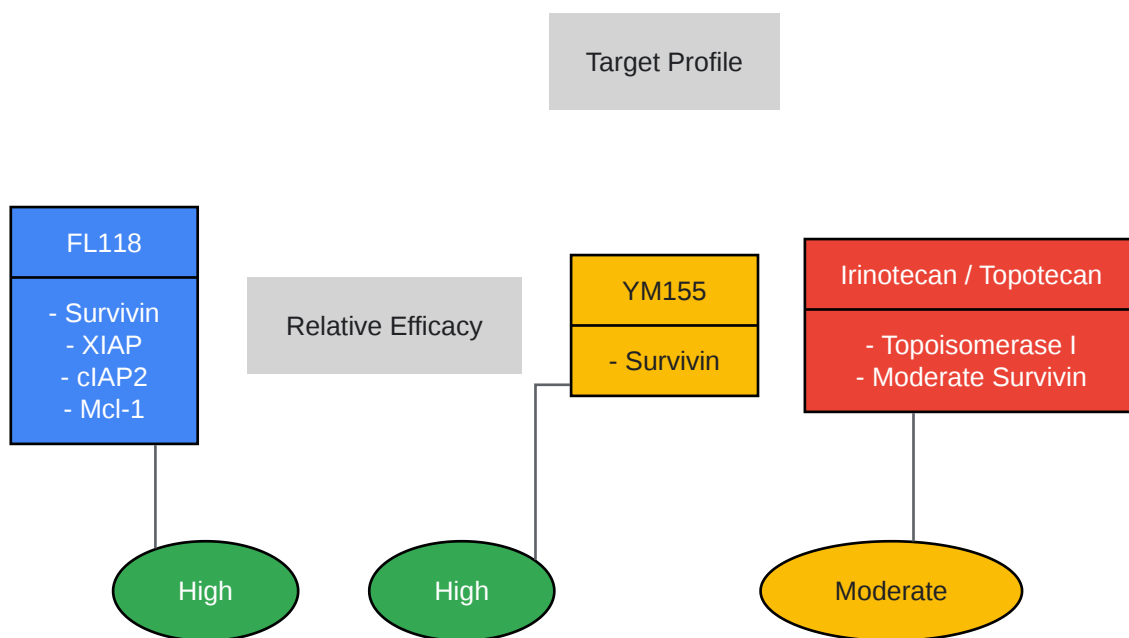 Target Profile
FL118
- Survivin
- XIAP
- cIAP2
- Mcl-1
Relative Efficacy
YM155
- Survivin
Irinotecan / Topotecan
- Topoisomerase I
- Moderate Survivin
High
High
Moderate